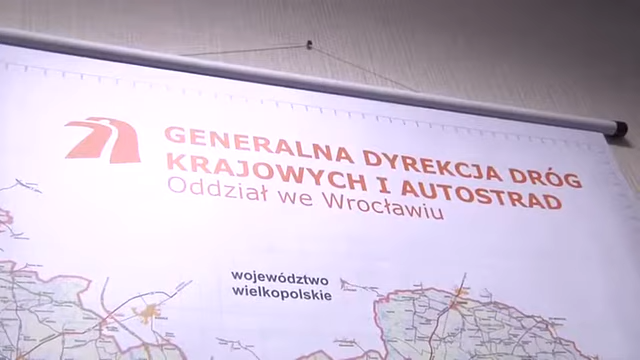 GENERALNA DYREKCJA DRÓG
KRAJOWYCH I AUTOSTRAD
Oddział we Wrocławiu
województwo
wielkopolskie